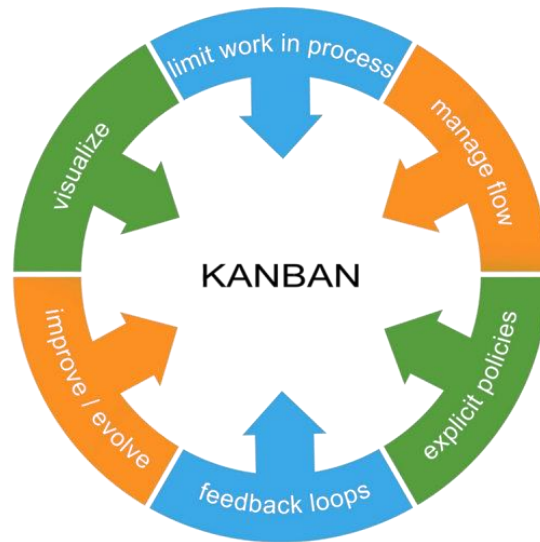 limit work in process
manage flow
explicit policies
feedback loops
improve / evolve
visualize
KANBAN